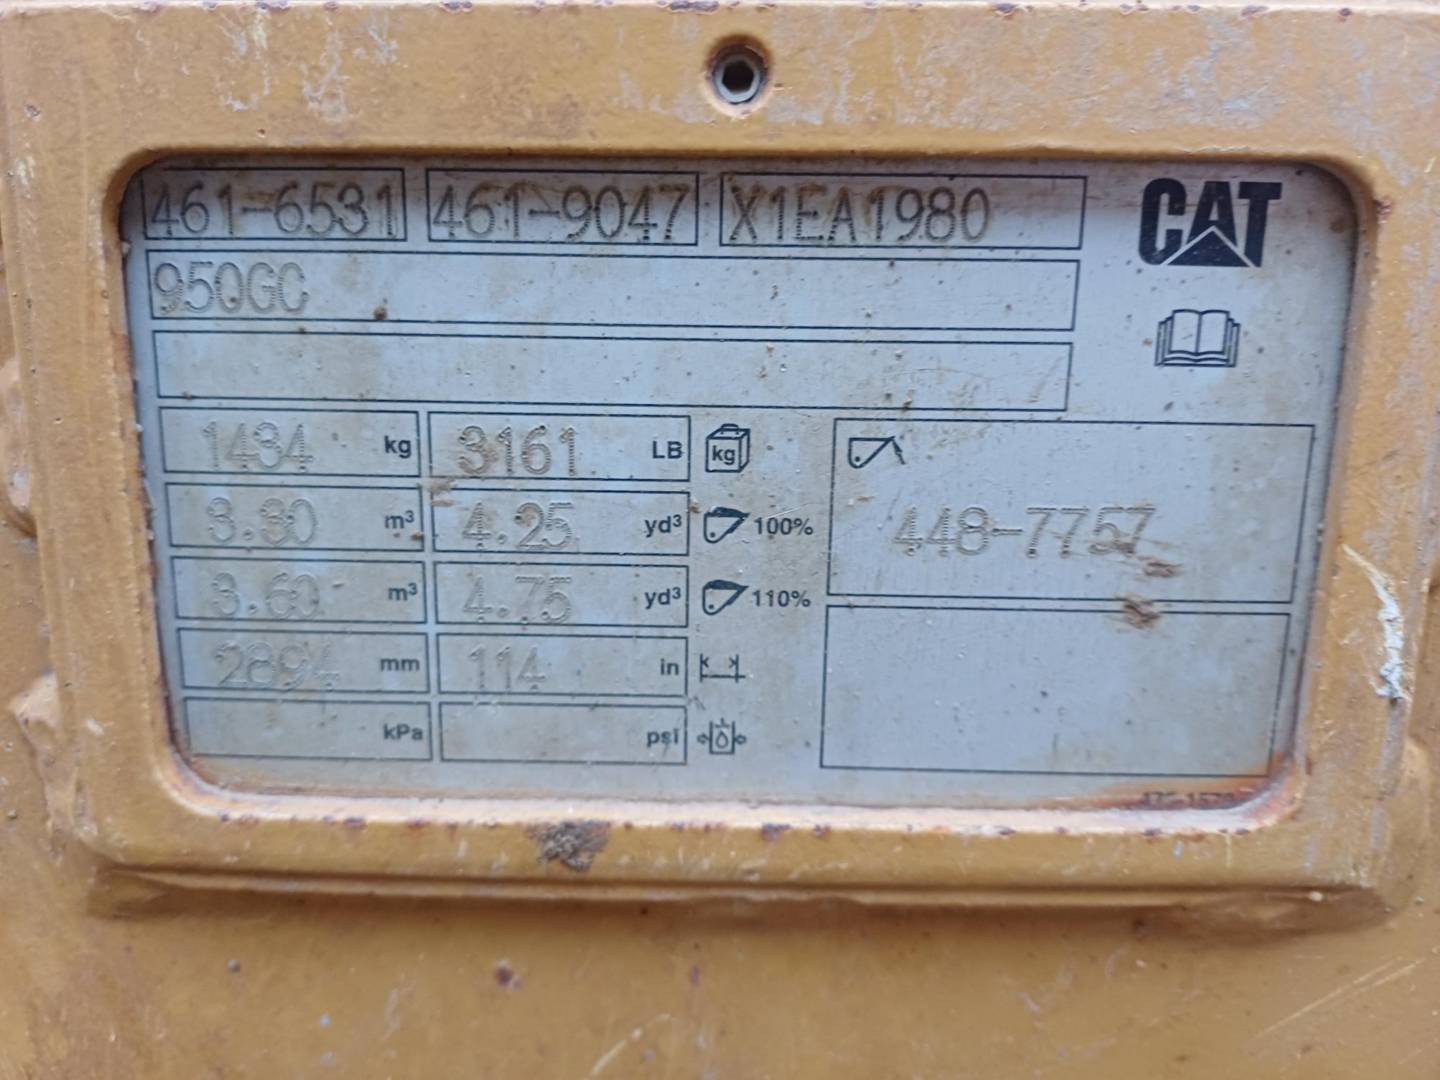 461-6531 461-9047 X1EA1980 CAT
950GC
1434 kg 3161 LB kg
3.30 m³ 4.25 yd³ 100% 448-7757
3.60 m³ 4.75 yd³ 110%
2894 mm 114 in
kPa psi